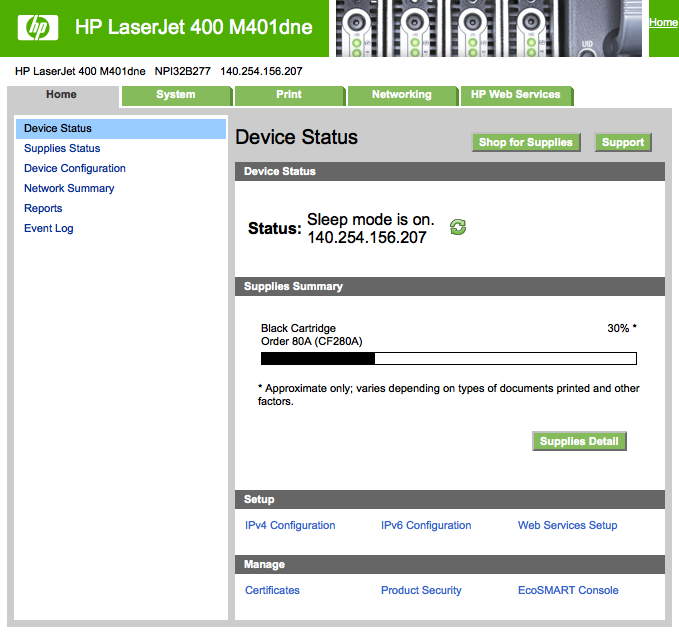 hp
HP LaserJet 400 M401dne
UID
Home
HP LaserJet 400 M401dne NPI32B277 140.254.156.207
Home System Print Networking HP Web Services
Device Status
Supplies Status
Device Configuration
Network Summary
Reports
Event Log
Device Status
Shop for Supplies Support
Device Status
Status: Sleep mode is on.
140.254.156.207
Supplies Summary
Black Cartridge 30% *
Order 80A (CF280A)
* Approximate only; varies depending on types of documents printed and other
factors.
Supplies Detail
Setup
IPv4 Configuration IPv6 Configuration Web Services Setup
Manage
Certificates Product Security EcoSMART Console